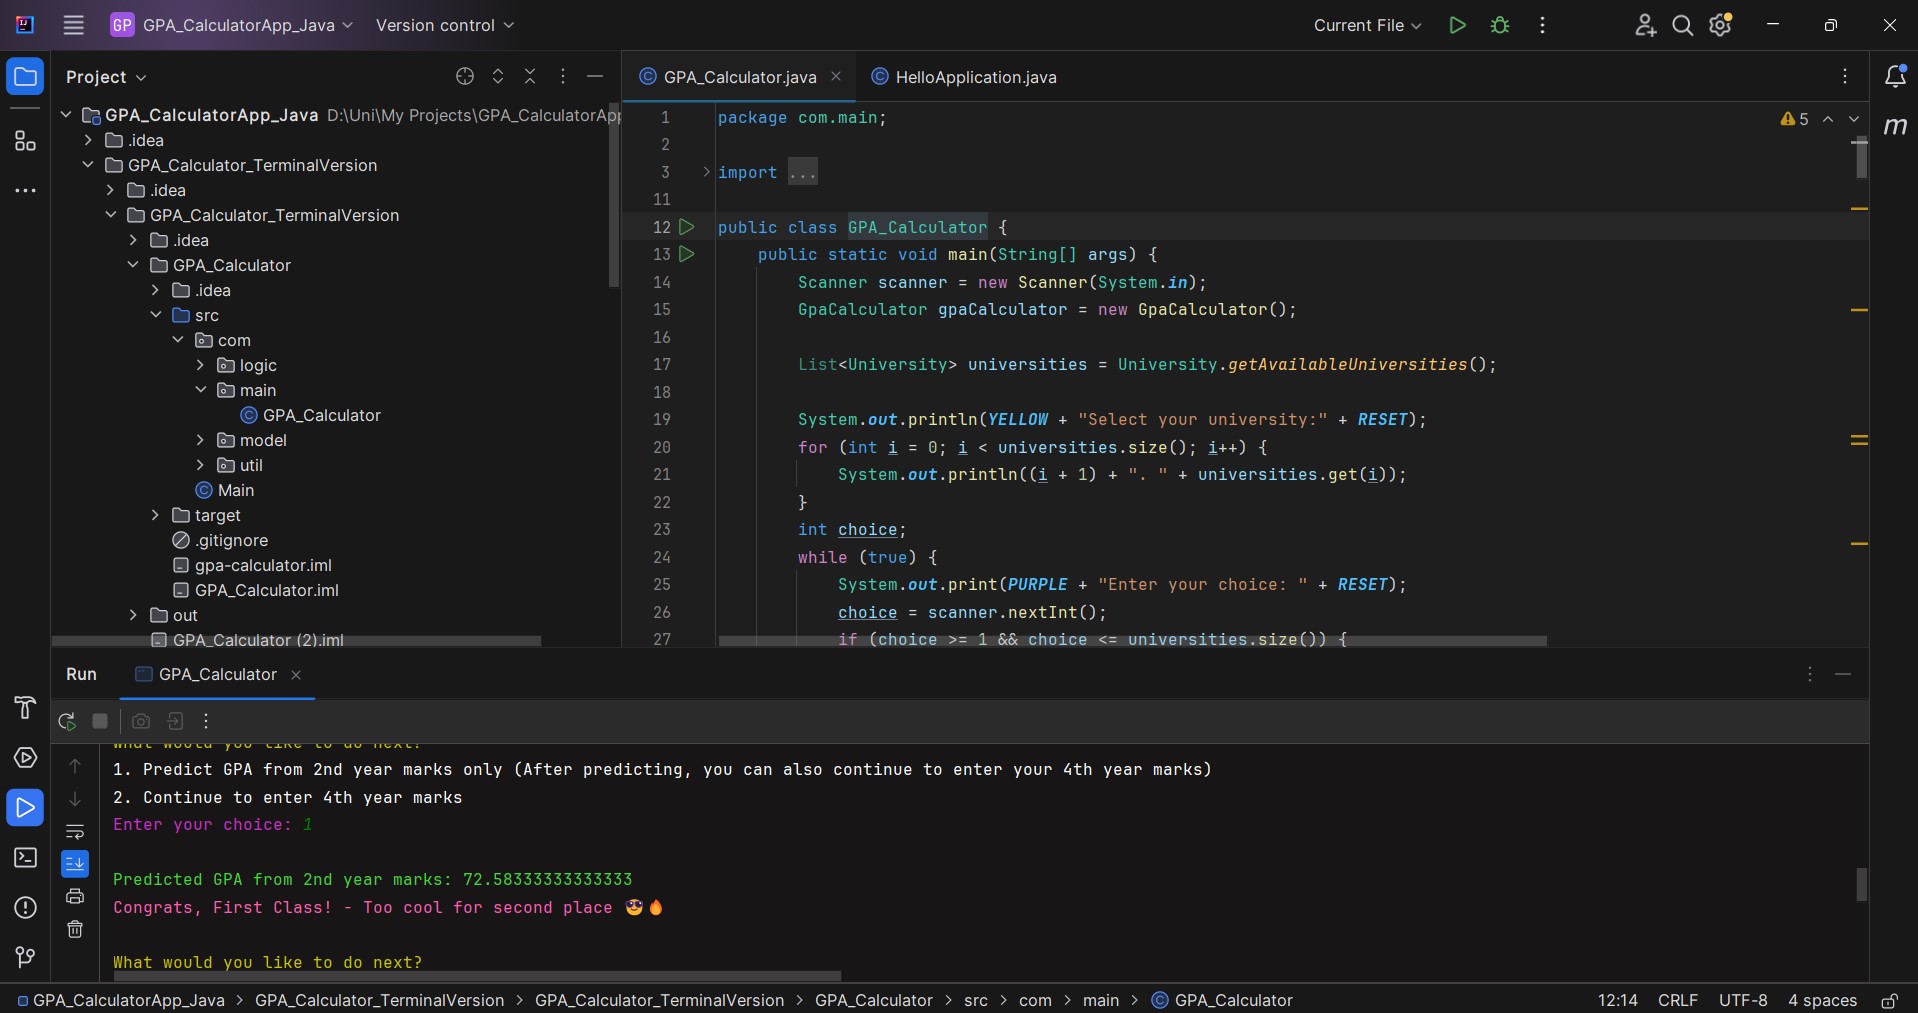 GP GPA_CalculatorApp_Java Version control Current File
Project
GPA_CalculatorApp_Java D:\Uni\My Projects\GPA_CalculatorApp
.idea
GPA_Calculator_TerminalVersion
.idea
GPA_Calculator_TerminalVersion
.idea
GPA_Calculator
.idea
src
com
logic
main
GPA_Calculator
model
util
Main
target
.gitignore
gpa-calculator.iml
GPA_Calculator.iml
out
GPA_Calculator (2).iml
GPA_Calculator.java HelloApplication.java
5
1 package com.main;
2
3 import ...
11
12 public class GPA_Calculator {
13 public static void main(String[] args) {
14 Scanner scanner = new Scanner(System.in);
15 GpaCalculator gpaCalculator = new GpaCalculator();
16
17 List<University> universities = University.getAvailableUniversities();
18
19 System.out.println(YELLOW + "Select your university:" + RESET);
20 for (int i = 0; i < universities.size(); i++) {
21 System.out.println((i + 1) + ". " + universities.get(i));
22 }
23 int choice;
24 while (true) {
25 System.out.print(PURPLE + "Enter your choice: " + RESET);
26 choice = scanner.nextInt();
27 if (choice >= 1 && choice <= universities.size()) {
m
Run GPA_Calculator
What would you like to do next?
1. Predict GPA from 2nd year marks only (After predicting, you can also continue to enter your 4th year marks)
2. Continue to enter 4th year marks
Enter your choice: 1
Predicted GPA from 2nd year marks: 72.58333333333333
Congrats, First Class! - Too cool for second place 😎🔥
What would you like to do next?
GPA_CalculatorApp_Java > GPA_Calculator_TerminalVersion > GPA_Calculator_TerminalVersion > GPA_Calculator > src > com > main > GPA_Calculator 12:14 CRLF UTF-8 4 spaces